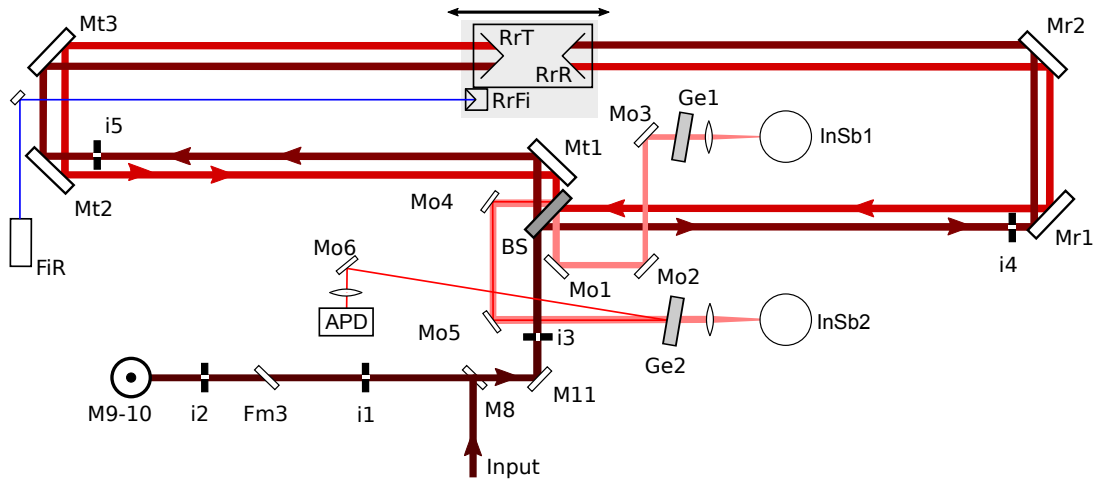 Mt3
Mr2
RrT
RrR
RrFi
Mo3
Ge1
InSb1
i5
Mt1
Mt2
Mo4
Mr1
BS
i4
FiR
Mo6
Mo1
Mo2
APD
Mo5
i3
InSb2
Ge2
M9-10
i2
Fm3
i1
M8
M11
Input